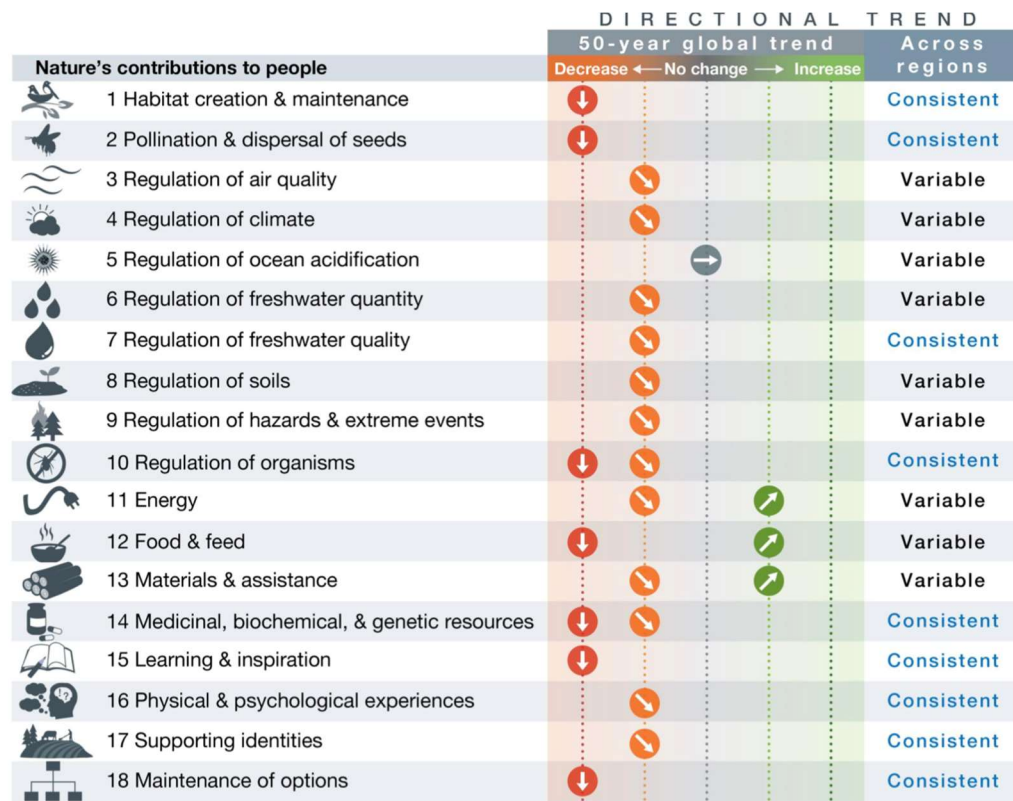 DIRECTIONAL TREND
50-year global trend
Across regions
Nature's contributions to people
Decrease ← No change → Increase
1 Habitat creation & maintenance Consistent
2 Pollination & dispersal of seeds Consistent
3 Regulation of air quality Variable
4 Regulation of climate Variable
5 Regulation of ocean acidification Variable
6 Regulation of freshwater quantity Variable
7 Regulation of freshwater quality Consistent
8 Regulation of soils Variable
9 Regulation of hazards & extreme events Variable
10 Regulation of organisms Consistent
11 Energy Variable
12 Food & feed Variable
13 Materials & assistance Variable
14 Medicinal, biochemical, & genetic resources Consistent
15 Learning & inspiration Consistent
16 Physical & psychological experiences Consistent
17 Supporting identities Consistent
18 Maintenance of options Consistent